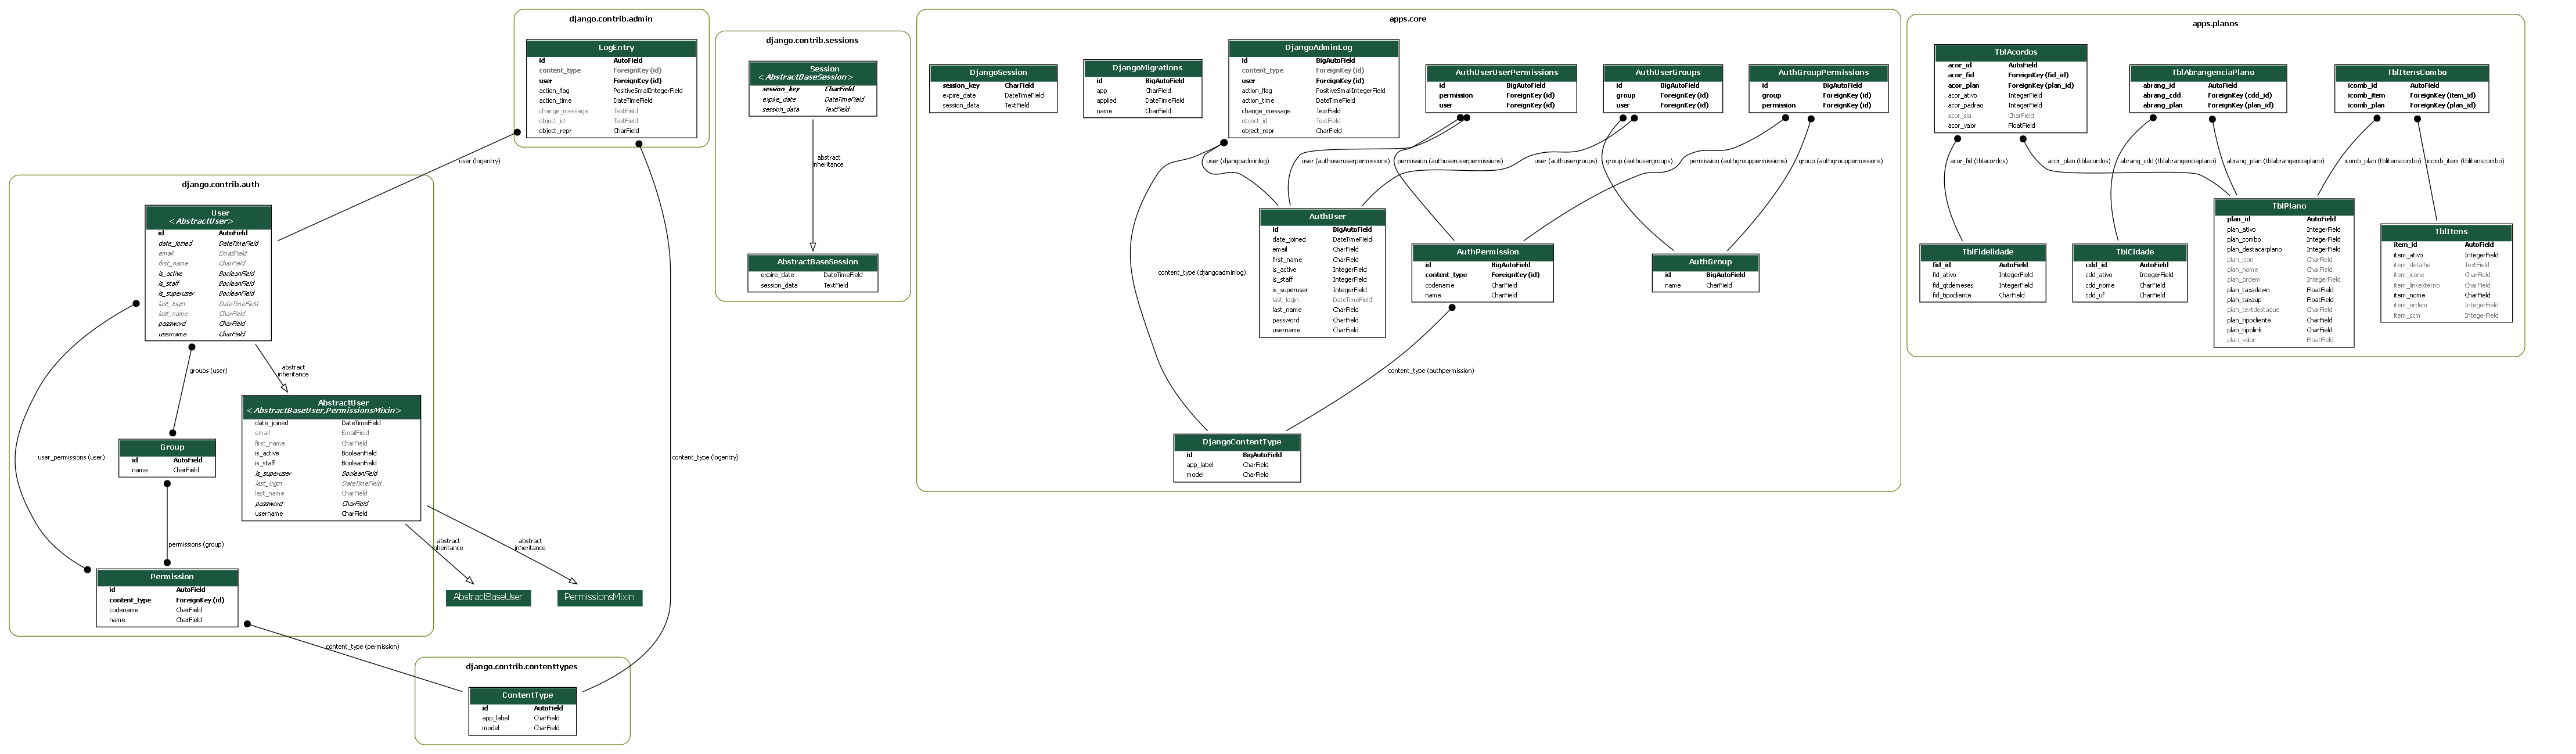 django.contrib.admin
LogEntry
id AutoField
content_type ForeignKey (id)
user ForeignKey (id)
action_flag PositiveSmallIntegerField
action_time DateTimeField
change_message TextField
object_id TextField
object_repr CharField
user (logentry)
content_type (logentry)
django.contrib.auth
User
<AbstractUser>
id AutoField
date_joined DateTimeField
email EmailField
first_name CharField
is_active BooleanField
is_staff BooleanField
is_superuser BooleanField
last_login DateTimeField
last_name CharField
password CharField
username CharField
groups (user)
abstract
inheritance
user_permissions (user)
AbstractUser
<AbstractBaseUser,PermissionsMixin>
date_joined DateTimeField
email EmailField
first_name CharField
is_active BooleanField
is_staff BooleanField
is_superuser BooleanField
last_login DateTimeField
last_name CharField
password CharField
username CharField
Group
id AutoField
name CharField
permissions (group)
abstract
inheritance
abstract
inheritance
Permission
id AutoField
content_type ForeignKey (id)
codename CharField
name CharField
AbstractBaseUser
PermissionsMixin
content_type (permission)
django.contrib.contenttypes
ContentType
id AutoField
app_label CharField
model CharField
django.contrib.sessions
Session
<AbstractBaseSession>
session_key CharField
expire_date DateTimeField
session_data TextField
abstract
inheritance
AbstractBaseSession
expire_date DateTimeField
session_data TextField
apps.core
DjangoSession
session_key CharField
expire_date DateTimeField
session_data TextField
DjangoMigrations
id BigAutoField
app CharField
applied DateTimeField
name CharField
DjangoAdminLog
id BigAutoField
content_type ForeignKey (id)
user ForeignKey (id)
action_flag PositiveSmallIntegerField
action_time DateTimeField
change_message TextField
object_id TextField
object_repr CharField
AuthUserUserPermissions
id BigAutoField
permission ForeignKey (id)
user ForeignKey (id)
AuthUserGroups
id BigAutoField
group ForeignKey (id)
user ForeignKey (id)
AuthGroupPermissions
id BigAutoField
group ForeignKey (id)
permission ForeignKey (id)
user (djangoadminlog)
user (authuseruserpermissions)
permission (authuseruserpermissions)
user (authusergroups)
group (authusergroups)
permission (authgrouppermissions)
group (authgrouppermissions)
content_type (djangoadminlog)
AuthUser
id BigAutoField
date_joined DateTimeField
email CharField
first_name CharField
is_active IntegerField
is_staff IntegerField
is_superuser IntegerField
last_login DateTimeField
last_name CharField
password CharField
username CharField
AuthPermission
id BigAutoField
content_type ForeignKey (id)
codename CharField
name CharField
AuthGroup
id BigAutoField
name CharField
content_type (authpermission)
DjangoContentType
id BigAutoField
app_label CharField
model CharField
apps.planos
TblAcordos
acor_id AutoField
acor_fid ForeignKey (fid_id)
acor_plan ForeignKey (plan_id)
acor_ativo IntegerField
acor_padrao IntegerField
acor_sla CharField
acor_valor FloatField
TblAbrangenciaPlano
abrang_id AutoField
abrang_cdd ForeignKey (cdd_id)
abrang_plan ForeignKey (plan_id)
TblItensCombo
icomb_id AutoField
icomb_item ForeignKey (item_id)
icomb_plan ForeignKey (plan_id)
acor_fid (tblacordos)
acor_plan (tblacordos)
abrang_cdd (tblabrangenciaplano)
abrang_plan (tblabrangenciaplano)
icomb_plan (tblitenscombo)
icomb_item (tblitenscombo)
TblFidelidade
fid_id AutoField
fid_ativo IntegerField
fid_qtdemeses IntegerField
fid_tipocliente CharField
TblCidade
cdd_id AutoField
cdd_ativo IntegerField
cdd_nome CharField
cdd_uf CharField
TblPlano
plan_id AutoField
plan_ativo IntegerField
plan_combo IntegerField
plan_destacarplano IntegerField
plan_icon CharField
plan_nome CharField
plan_ordem IntegerField
plan_taxadown FloatField
plan_taxaup FloatField
plan_textdestaque CharField
plan_tipocliente CharField
plan_tipolink CharField
plan_valor FloatField
TblItens
item_id AutoField
item_ativo IntegerField
item_detalhe TextField
item_icone CharField
item_linkexterno CharField
item_nome CharField
item_ordem IntegerField
item_scm IntegerField